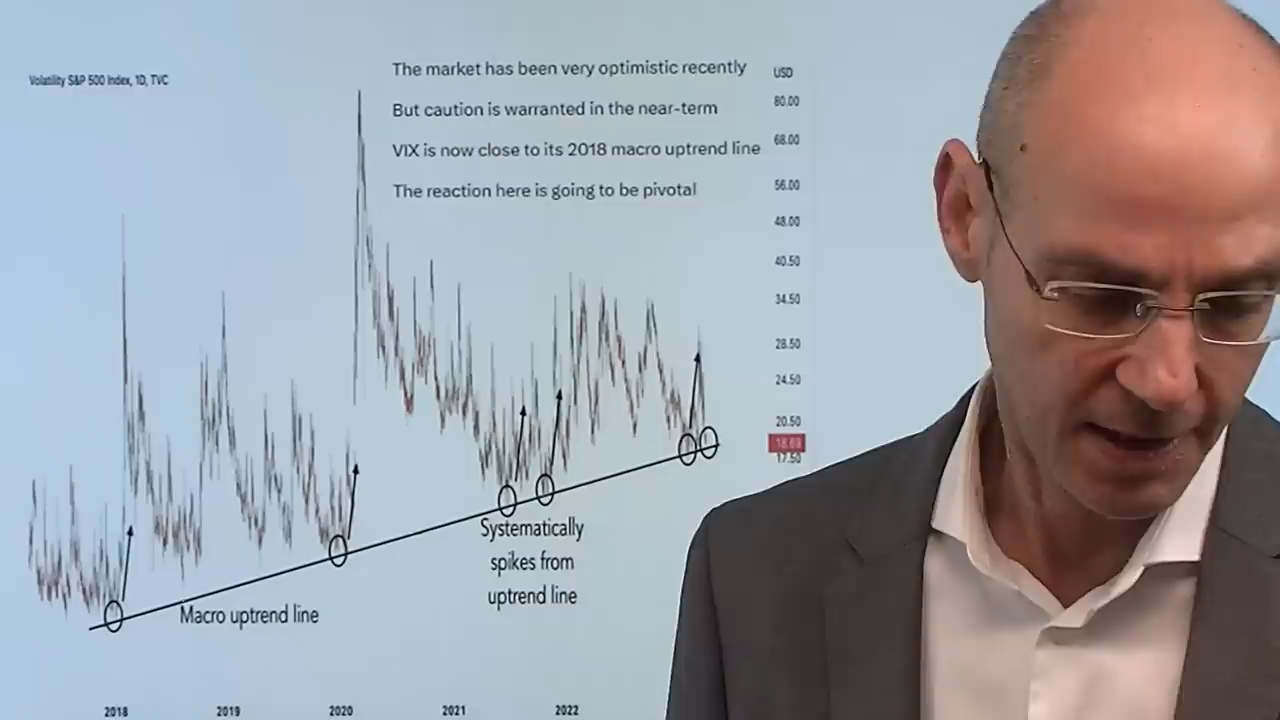 Volatility S&P 500 Index, 1D, TVC
The market has been very optimistic recently
But caution is warranted in the near-term
VIX is now close to its 2018 macro uptrend line
The reaction here is going to be pivotal
USD
80.00
68.00
56.00
48.00
40.50
34.50
28.50
24.50
20.50
18.69
17.50
Systematically
spikes from
uptrend line
Macro uptrend line
2018 2019 2020 2021 2022